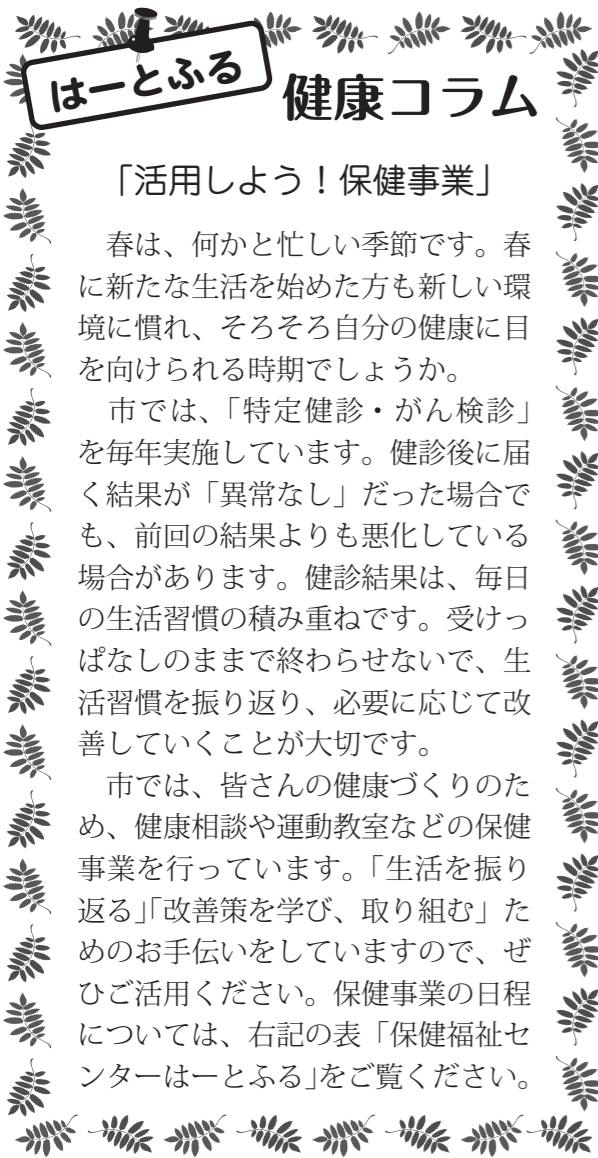 はーとふる
健康コラム
「活用しよう！保健事業」
　春は、何かと忙しい季節です。春
に新たな生活を始めた方も新しい環
境に慣れ、そろそろ自分の健康に目
を向けられる時期でしょうか。
　市では、「特定健診・がん検診」
を毎年実施しています。健診後に届
く結果が「異常なし」だった場合で
も、前回の結果よりも悪化している
場合があります。健診結果は、毎日
の生活習慣の積み重ねです。受けっ
ぱなしのままで終わらせないで、生
活習慣を振り返り、必要に応じて改
善していくことが大切です。
　市では、皆さんの健康づくりのた
め、健康相談や運動教室などの保健
事業を行っています。「生活を振り
返る」「改善策を学び、取り組む」た
めのお手伝いをしていますので、ぜ
ひご活用ください。保健事業の日程
については、右記の表「保健福祉セ
ンターはーとふる」をご覧ください。